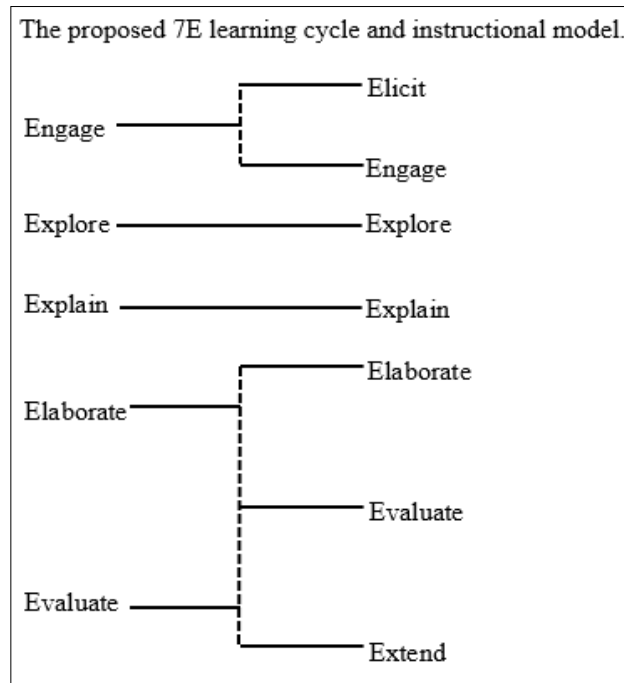 The proposed 7E learning cycle and instructional model.
Elicit
Engage
Engage
Explore Explore
Explain Explain
Elaborate
Elaborate
Evaluate
Evaluate
Extend